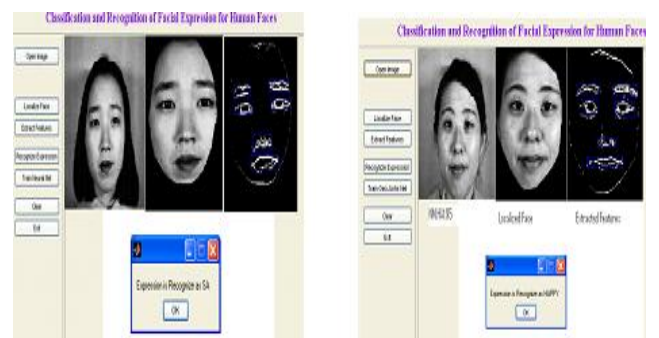 Classification and Recognition of Facial Expression for Human Faces
Open Image
Localize Face
Extract Features
Recognize Expression
Train Neural Net
Clear
Exit
Expression is Recognize as SA
OK
Classification and Recognition of Facial Expression for Human Faces
Open Image
Localize Face
Extract Features
Recognize Expression
Clear
Exit
Localized Face
Extracted Features
Expression is Recognize as HAPPY
OK